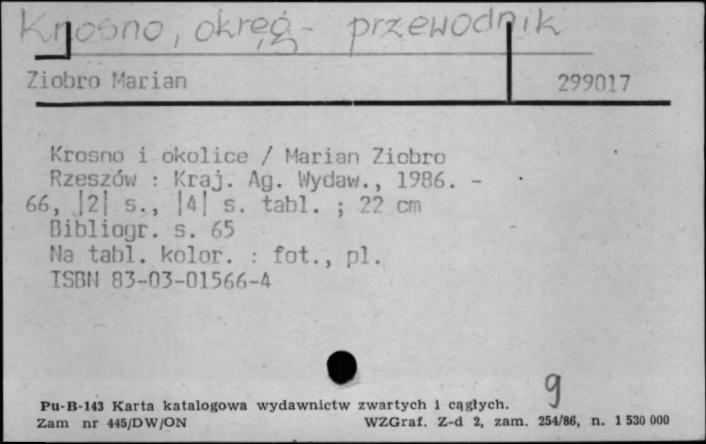 Krosno, okręg - przewodnik
Ziobro Marian 299017
Krosno i okolice / Marian Ziobro
Rzeszów : Kraj. Ag. Wydaw., 1986. -
66, |2| s., |4| s. tabl. ; 22 cm
Bibliogr. s. 65
Na tabl. kolor. : fot., pl.
ISBN 83-03-01566-4
g
Pu-B-143 Karta katalogowa wydawnictw zwartych i ciągłych.
Zam nr 445/DW/ON WZGraf. Z-d 2, zam. 254/86, n. 1 530 000